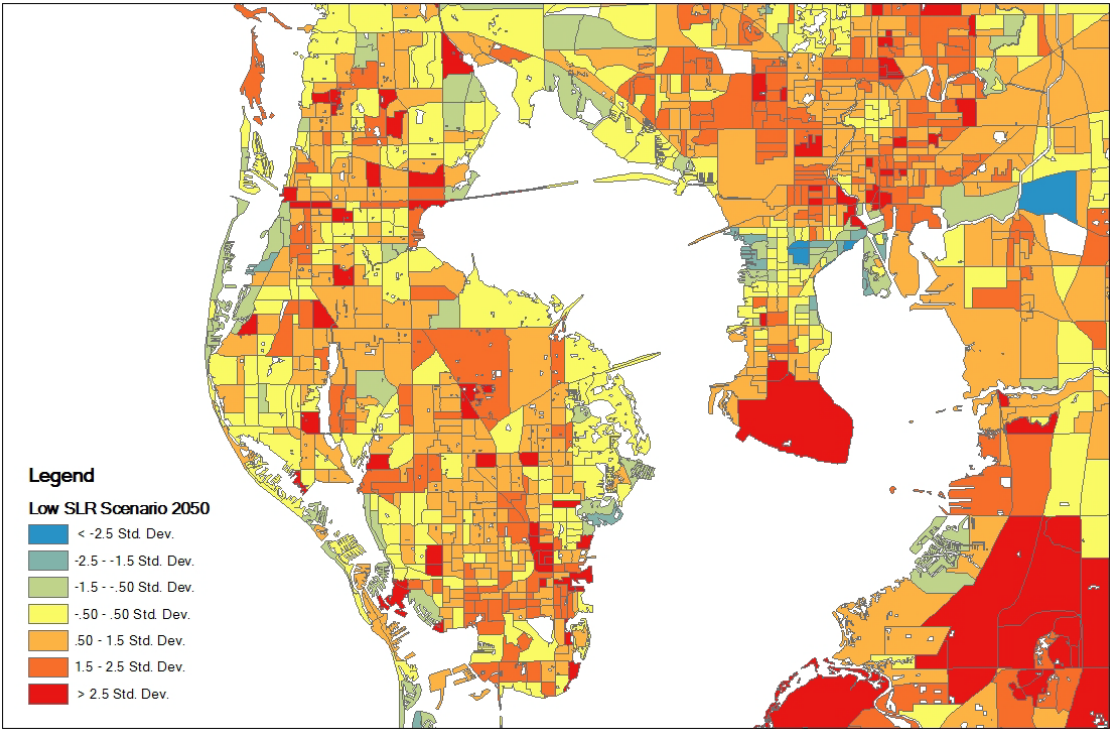 Legend
Low SLR Scenario 2050
< -2.5 Std. Dev.
-2.5 - -1.5 Std. Dev.
-1.5 - -.50 Std. Dev.
-.50 - .50 Std. Dev.
.50 - 1.5 Std. Dev.
1.5 - 2.5 Std. Dev.
> 2.5 Std. Dev.